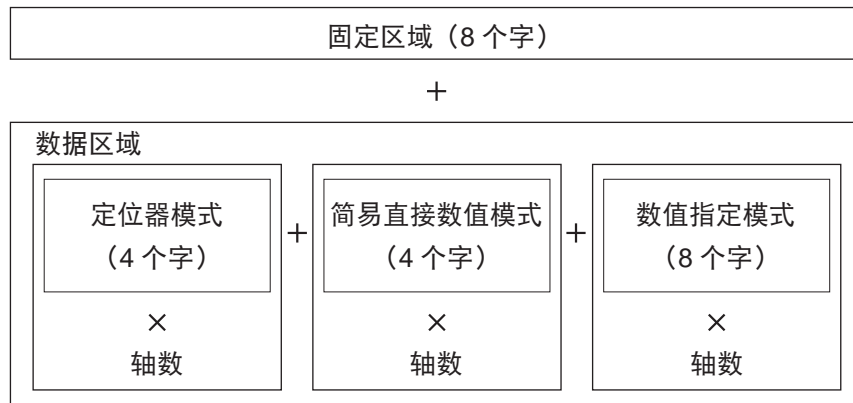 固定区域（8 个字）
+
数据区域
定位器模式
（4 个字）
×
轴数
+
简易直接数值模式
（4 个字）
×
轴数
+
数值指定模式
（8 个字）
×
轴数